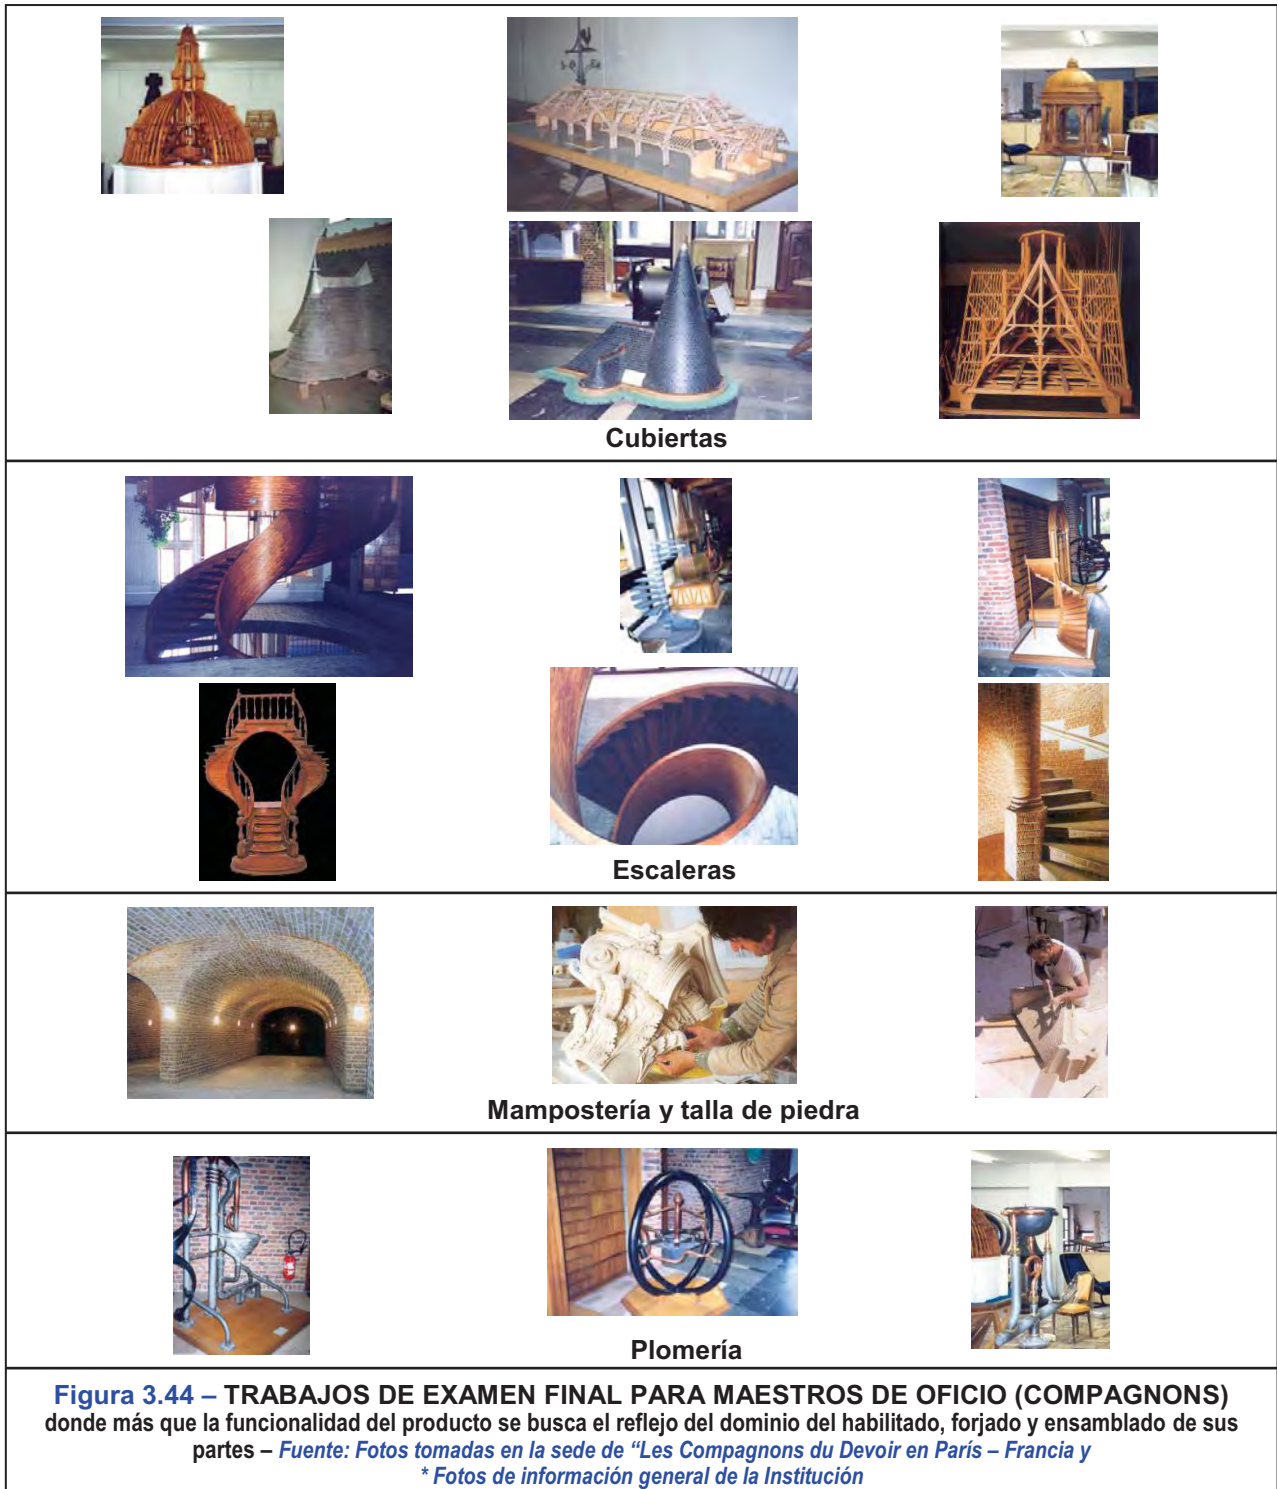 Cubiertas
Escaleras
Mampostería y talla de piedra
Plomería
Figura 3.44 – TRABAJOS DE EXAMEN FINAL PARA MAESTROS DE OFICIO (COMPAGNONS)
donde más que la funcionalidad del producto se busca el reflejo del dominio del habilitado, forjado y ensamblado de sus
partes – Fuente: Fotos tomadas en la sede de “Les Compagnons du Devoir en París – Francia y
* Fotos de información general de la Institución